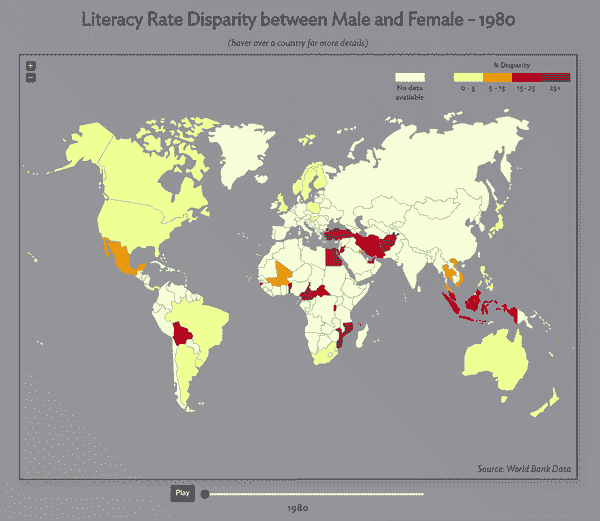 Literacy Rate Disparity between Male and Female - 1980
(hover over a country for more details)
+
-
% Disparity
No data available
0 - 5
5 - 15
15 - 25
25+
Source: World Bank Data
Play
1980